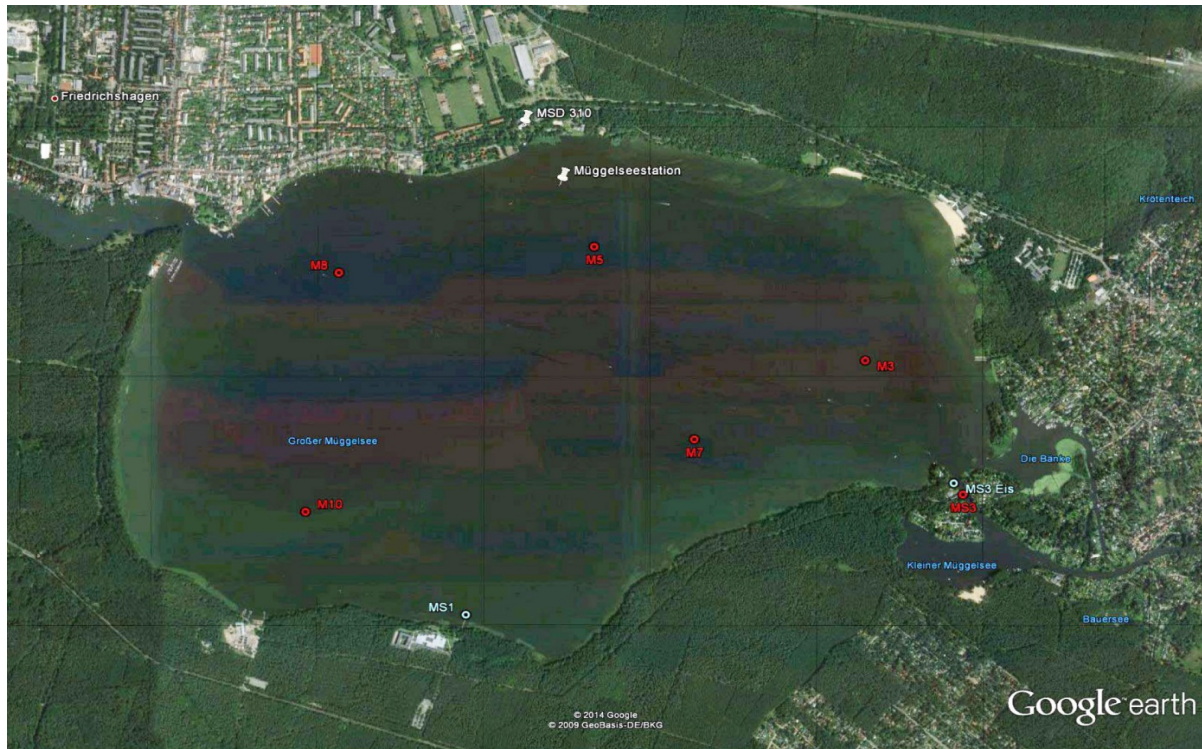 Friedrichshagen
MSD 310
Müggelseestation
Krötenteich
M8
M5
M3
Großer Müggelsee
M7
Die Bänke
MS3 Eis
MS3
M10
Kleiner Müggelsee
MS1
Bauersee
Google earth
© 2014 Google
© 2009 GeoBasis-DE/BKG